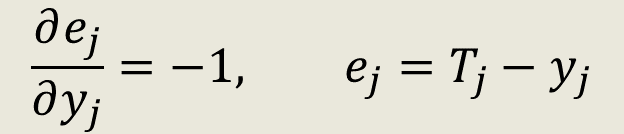 ∂e_j/∂y_j = −1, e_j = T_j − y_j